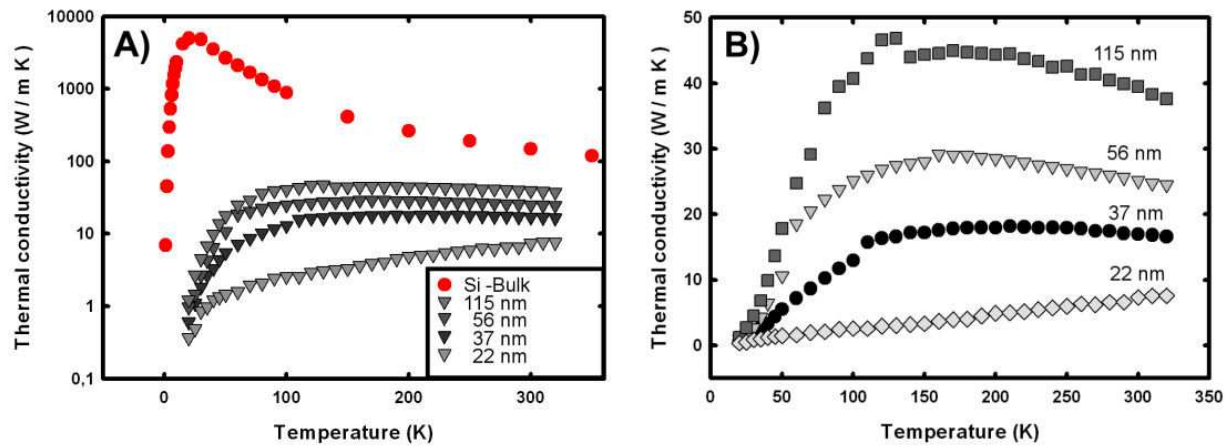 A)
Thermal conductivity (W / m K)
10000
1000
100
10
1
0,1
0
100
200
300
Temperature (K)
Si -Bulk
115 nm
56 nm
37 nm
22 nm
B)
Thermal conductivity (W / m K)
50
40
30
20
10
0
115 nm
56 nm
37 nm
22 nm
0
50
100
150
200
250
300
350
Temperature (K)